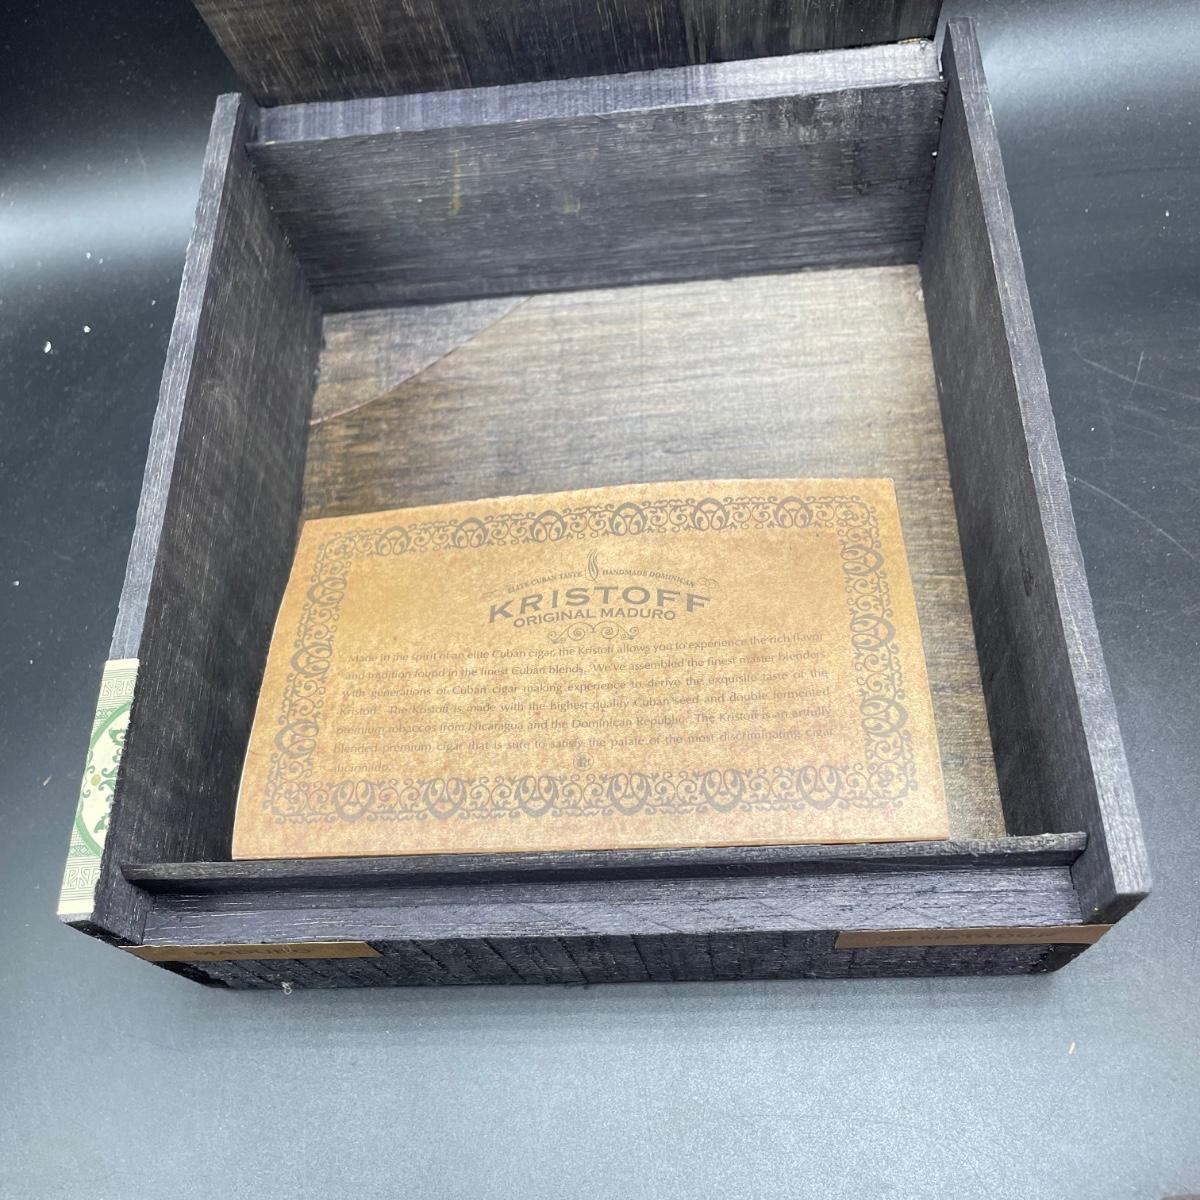 ELITE CUBAN TASTE HANDMADE DOMINICAN
KRISTOFF
ORIGINAL MADURO
Made in the spirit of an elite Cuban cigar, the Kristoff allows you to experience the rich flavor
and tradition found in the finest Cuban blends. We've assembled the finest master blenders
with generations of Cuban cigar making experience to derive the exquisite taste of the
Kristoff. The Kristoff is made with the highest quality Cuban seed and double fermented
premium tobaccos from Nicaragua and the Dominican Republic. The Kristoff is an artfully
blended premium cigar that is sure to satisfy the palate of the most discriminating cigar
aficionado.
MADURO
MATADOR